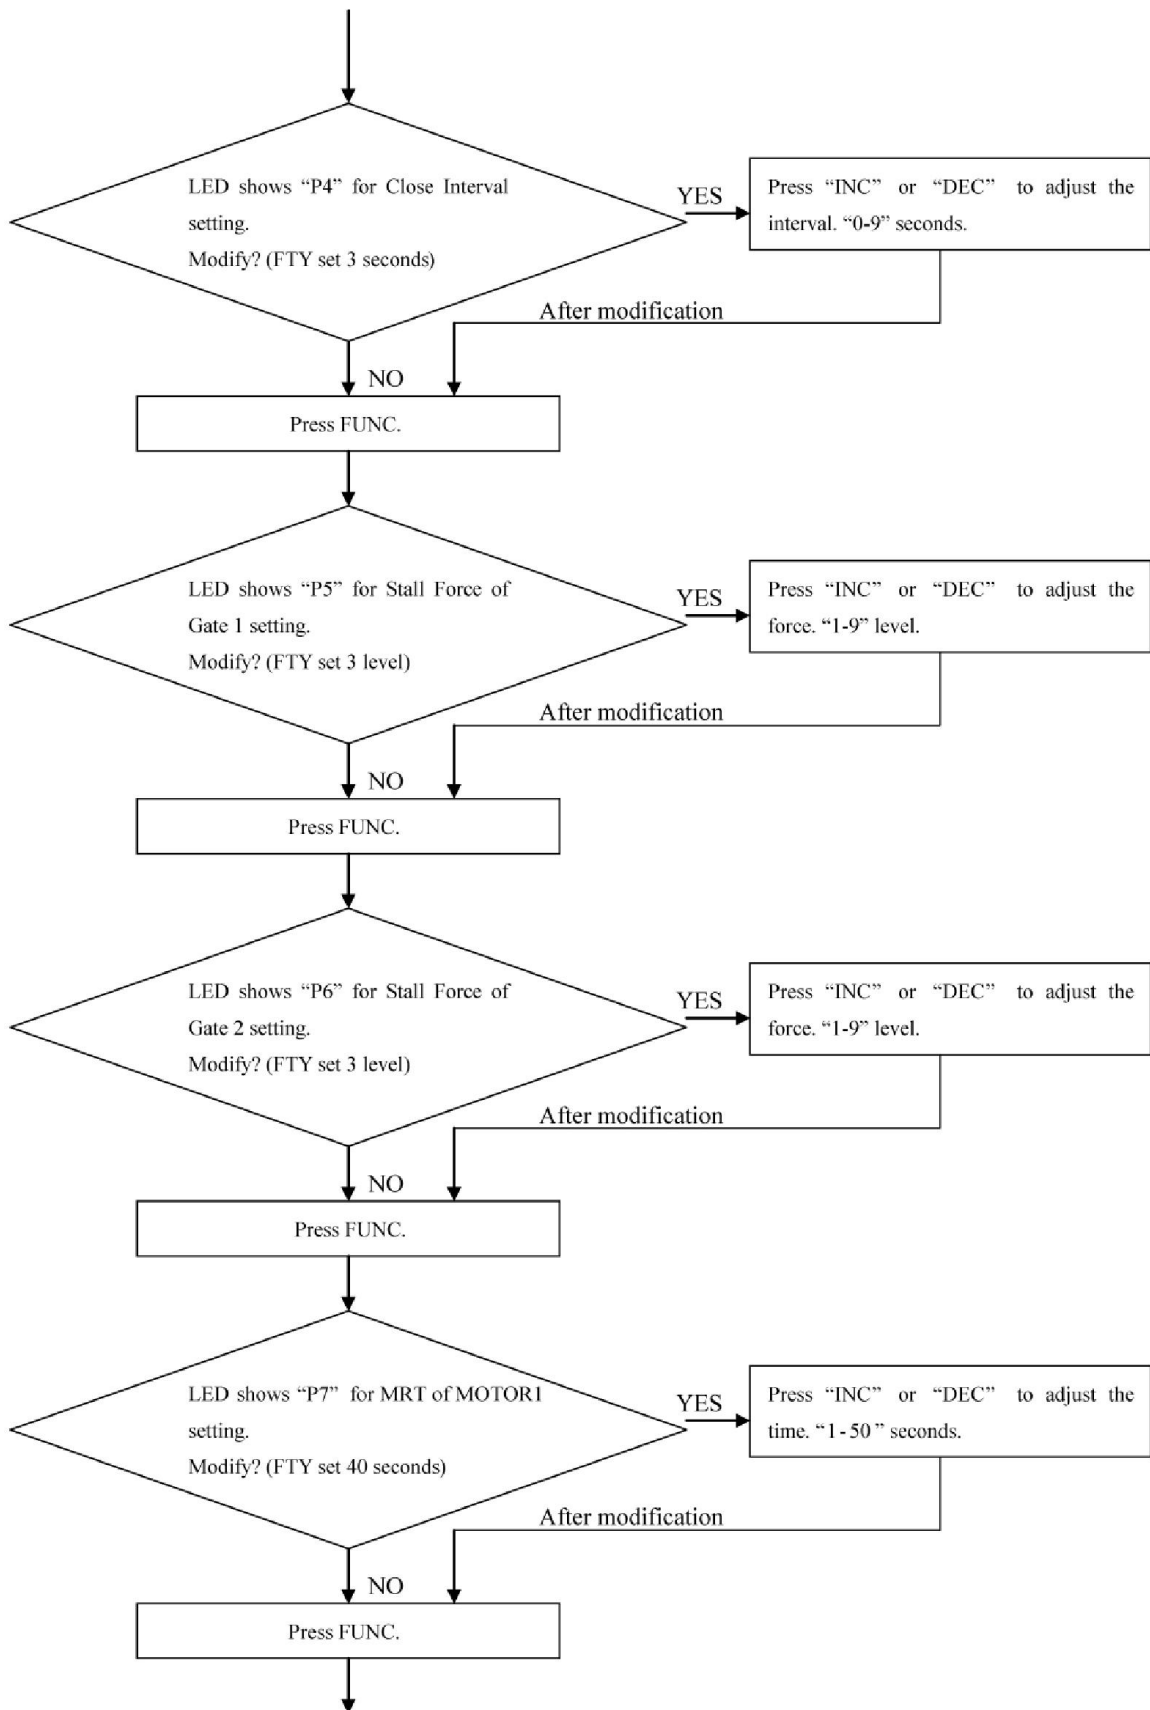 LED shows “P4” for Close Interval
setting.
Modify? (FTY set 3 seconds)
YES
Press “INC” or “DEC” to adjust the
interval. “0-9” seconds.
After modification
NO
Press FUNC.
LED shows “P5” for Stall Force of
Gate 1 setting.
Modify? (FTY set 3 level)
YES
Press “INC” or “DEC” to adjust the
force. “1-9” level.
After modification
NO
Press FUNC.
LED shows “P6” for Stall Force of
Gate 2 setting.
Modify? (FTY set 3 level)
YES
Press “INC” or “DEC” to adjust the
force. “1-9” level.
After modification
NO
Press FUNC.
LED shows “P7” for MRT of MOTOR1
setting.
Modify? (FTY set 40 seconds)
YES
Press “INC” or “DEC” to adjust the
time. “1-50” seconds.
After modification
NO
Press FUNC.